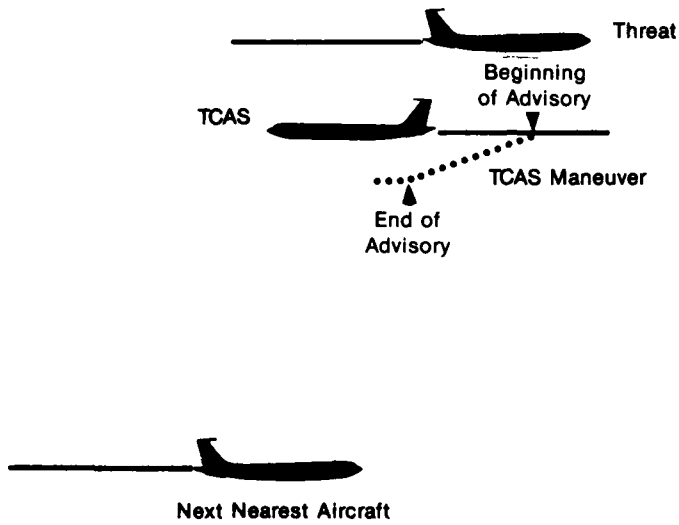 Threat
Beginning
of Advisory
TCAS
TCAS Maneuver
End of
Advisory
Next Nearest Aircraft